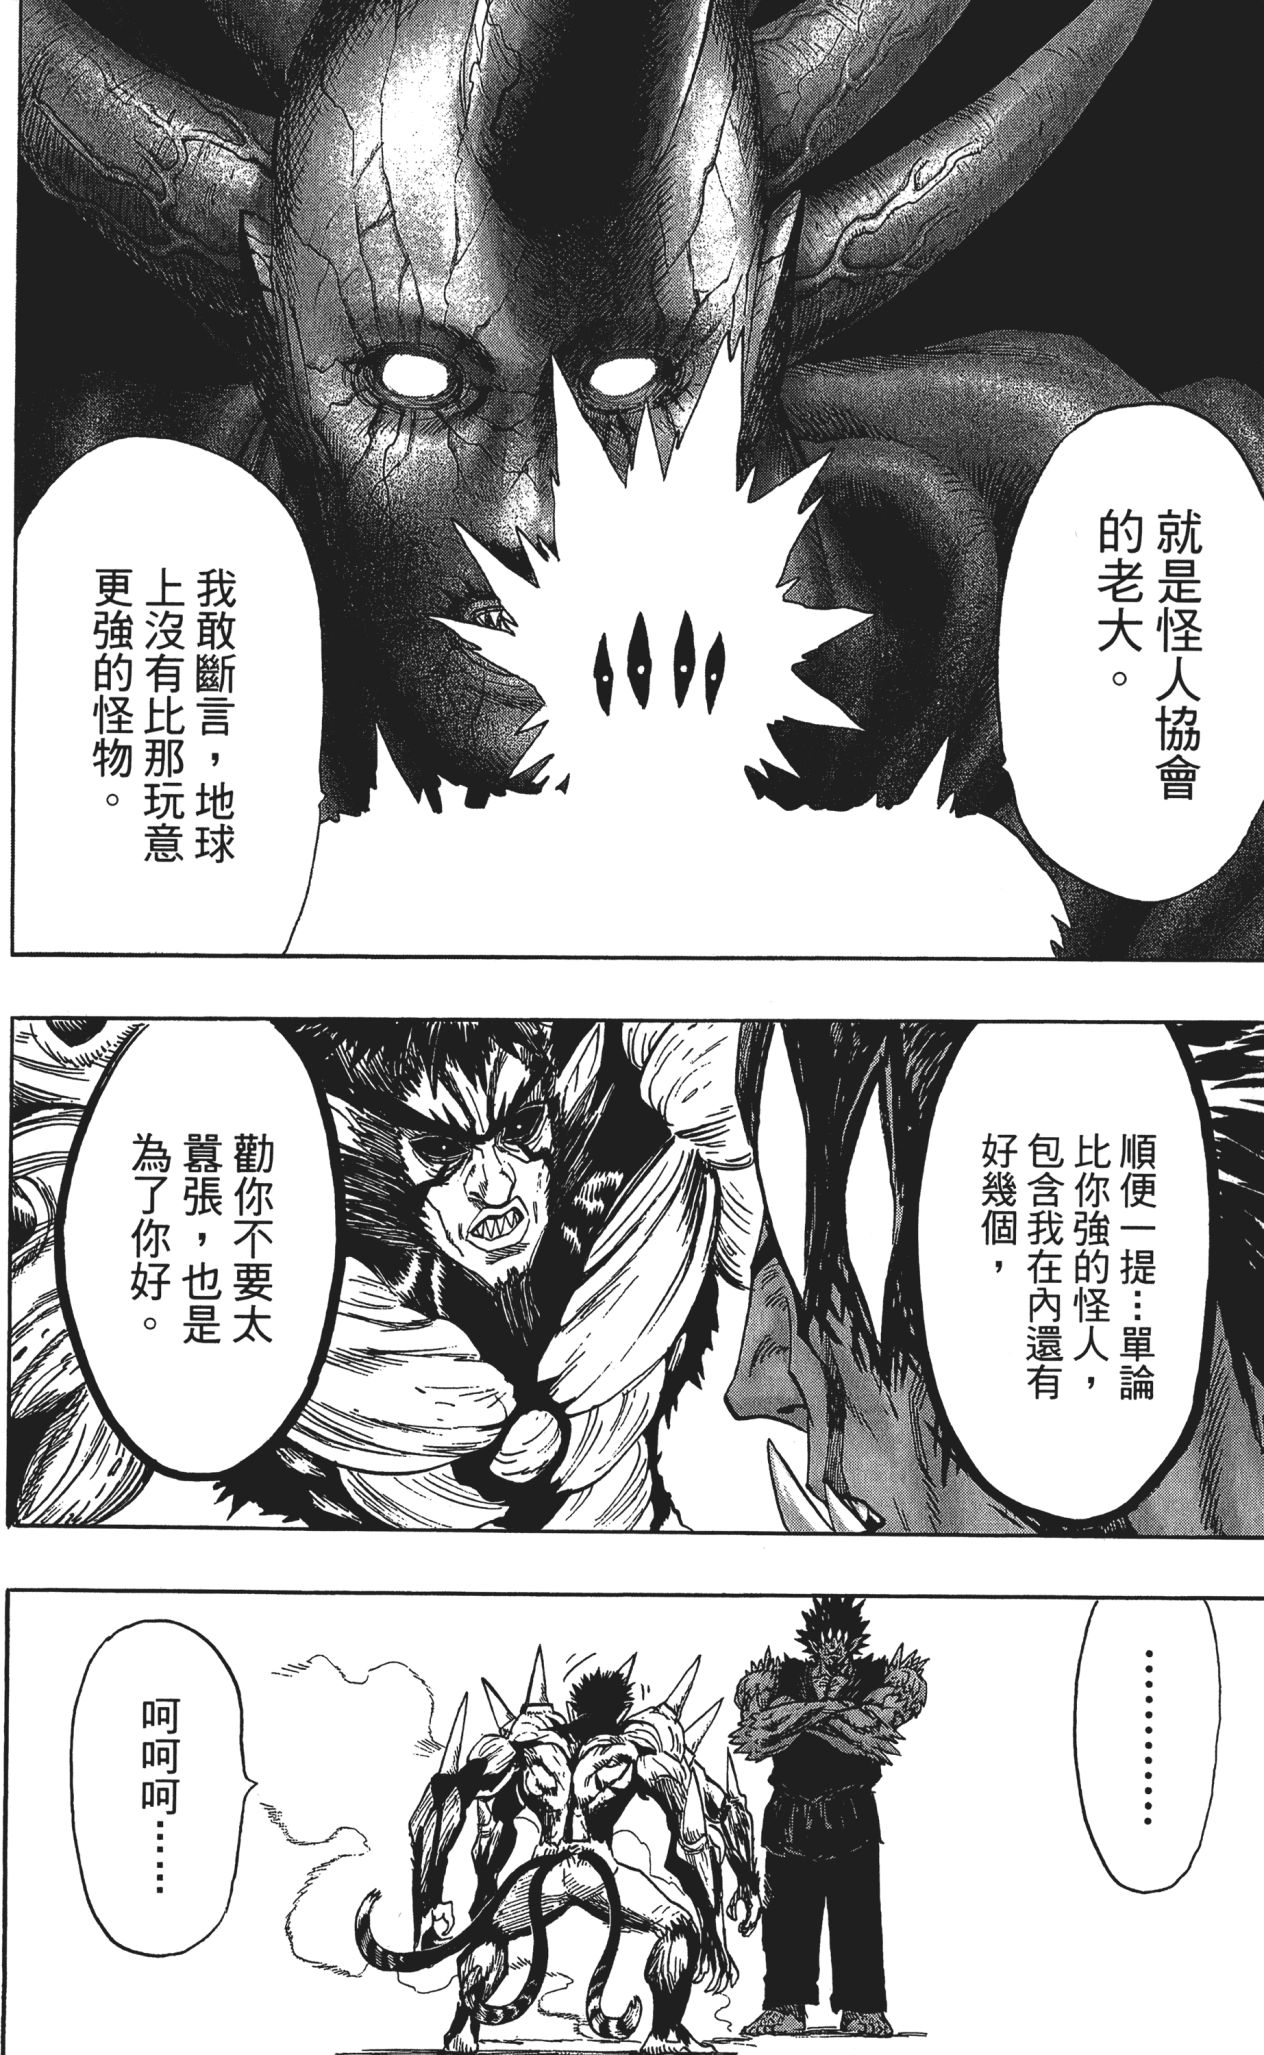 就是怪人協會
的老大。
我敢斷言，地球
上沒有比那玩意
更強的怪物。
順便一提…單論
比你強的怪人，
包含我在內還有
好幾個，
勸你不要太
囂張，也是
為了你好。
…………
呵呵呵……